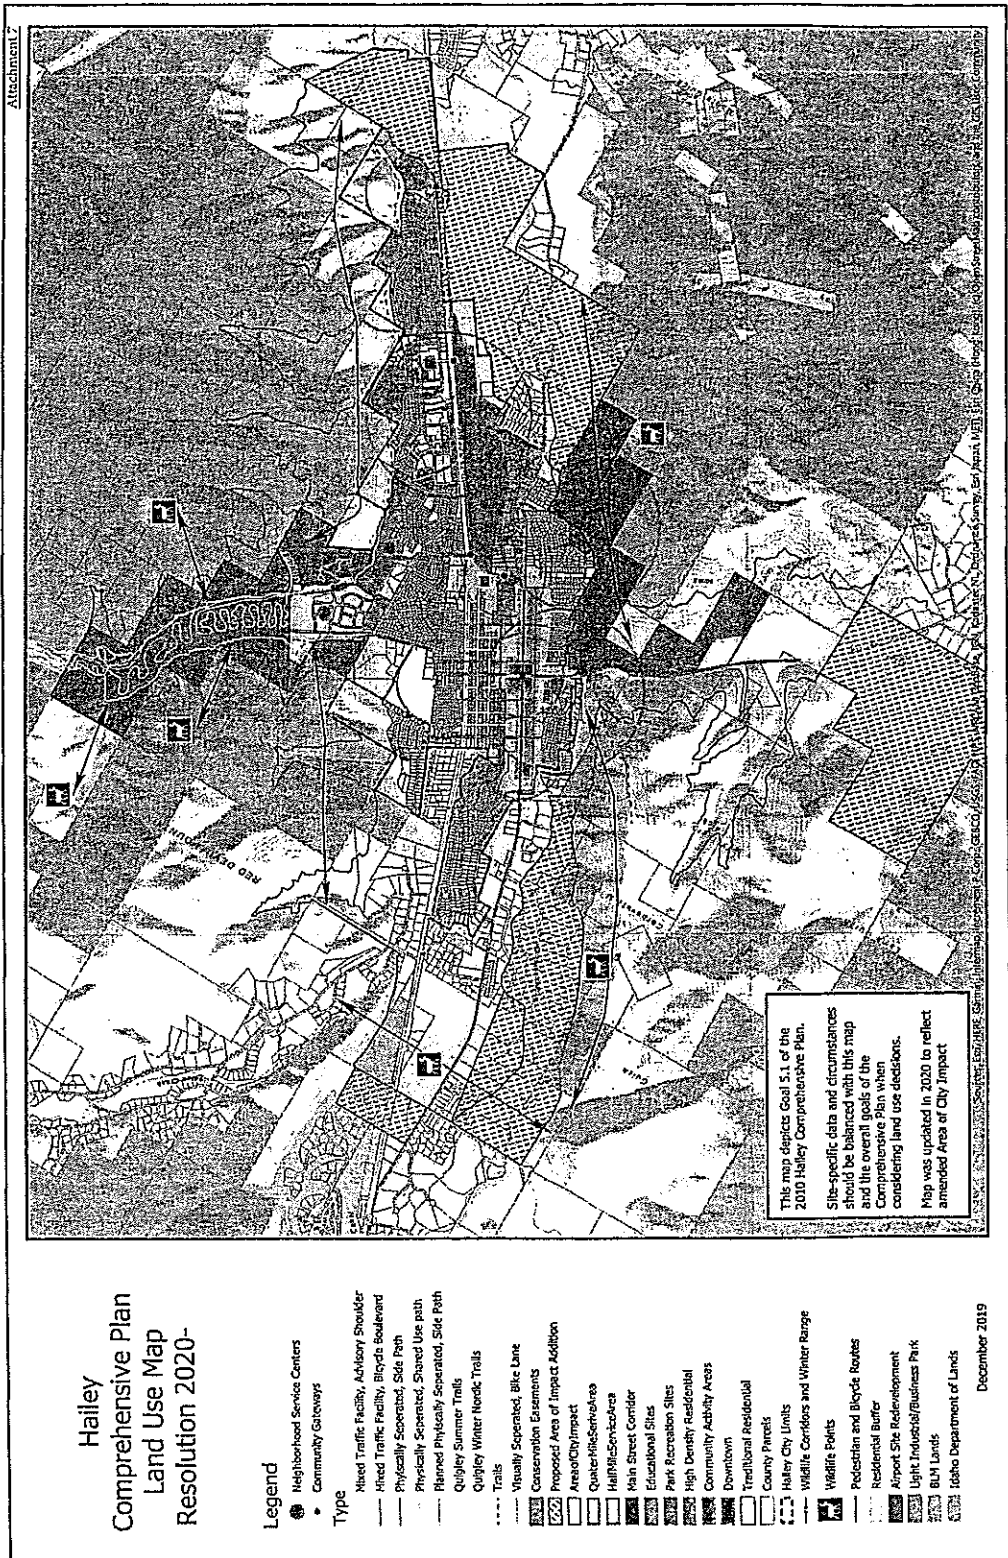 Attachment 7
Hailey
Comprehensive Plan
Land Use Map
Resolution 2020-
Legend
Neighborhood Service Centers
Community Gateways
Type
Mixed Traffic Facility, Advisory Shoulder
Mixed Traffic Facility, Bicycle Boulevard
Physically Seperated, Side Path
Physically Seperated, Shared Use path
Planned Physically Separated, Side Path
Quigley Summer Trails
Quigley Winter Nordic Trails
Trails
Visually Seperated, Bike Lane
Conservation Easements
Proposed Area of Impact Addition
AreaofCityImpact
QuaterMileSeriveArea
HalfMileServiceArea
Main Street Corridor
Educational Sites
Park Recreation Sites
High Density Residential
Community Activity Areas
Downtown
Traditional Residential
County Parcels
Hailey City Limits
Wildlife Corridors and Winter Range
Wildlife Points
Pedestrian and Bicycle Routes
Residential Buffer
Airport Site Redevelopment
Light Industrial/Business Park
BLM Lands
Idaho Department of Lands
December 2019
This map depicts Goal 5.1 of the
2010 Hailey Comprehensive Plan.
Site-specific data and circumstances
should be balanced with this map
and the overall goals of the
Comprehensive Plan when
considering land use decisions.
Map was updated in 2020 to reflect
amended Area of City Impact
RED DEVIL